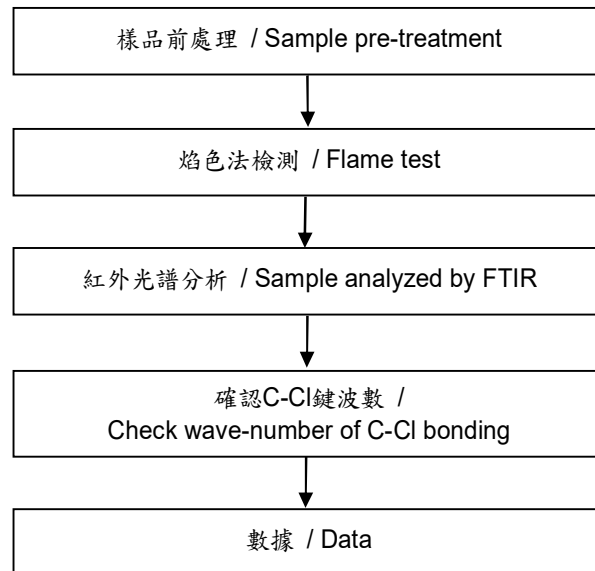 樣品前處理 / Sample pre-treatment
焰色法檢測 / Flame test
紅外光譜分析 / Sample analyzed by FTIR
確認C-Cl鍵波數 /
Check wave-number of C-Cl bonding
數據 / Data